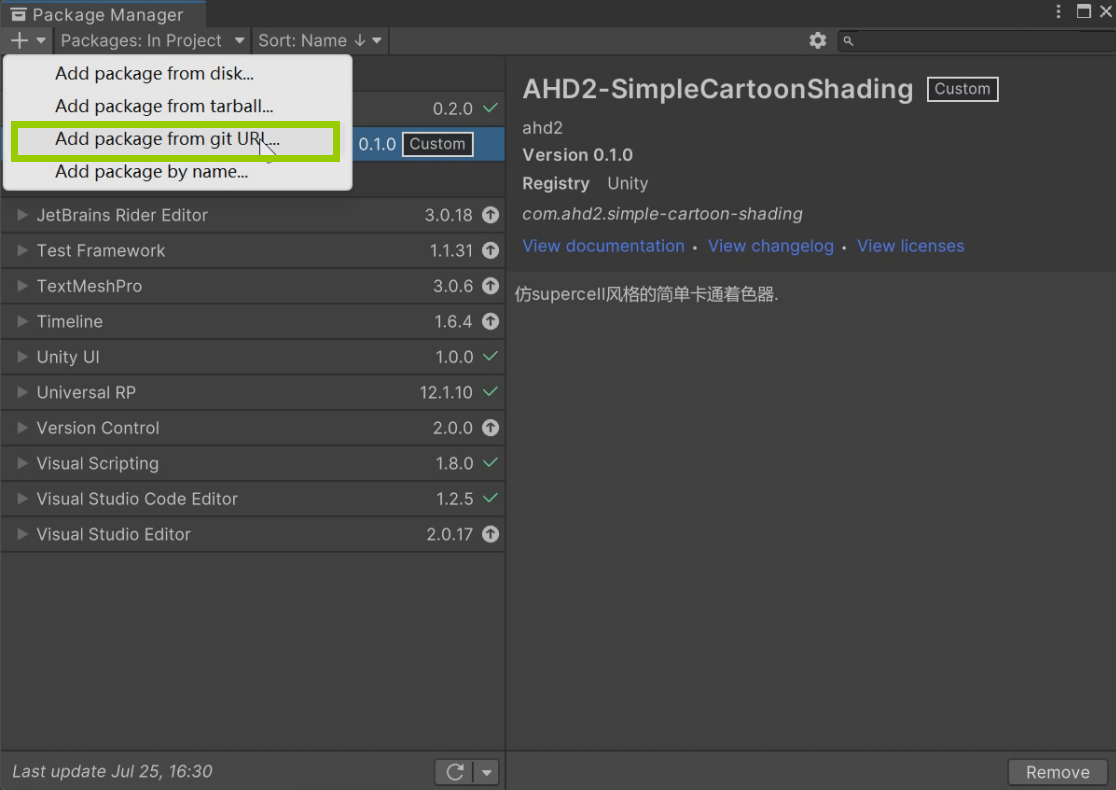 Package Manager
Packages: In Project
Sort: Name ↓
Add package from disk...
Add package from tarball...
Add package from git URL...
Add package by name...
0.2.0
0.1.0 Custom
JetBrains Rider Editor 3.0.18
Test Framework 1.1.31
TextMeshPro 3.0.6
Timeline 1.6.4
Unity UI 1.0.0
Universal RP 12.1.10
Version Control 2.0.0
Visual Scripting 1.8.0
Visual Studio Code Editor 1.2.5
Visual Studio Editor 2.0.17
Last update Jul 25, 16:30
AHD2-SimpleCartoonShading Custom
ahd2
Version 0.1.0
Registry Unity
com.ahd2.simple-cartoon-shading
View documentation • View changelog • View licenses
仿supercell风格的简单卡通着色器.
Remove